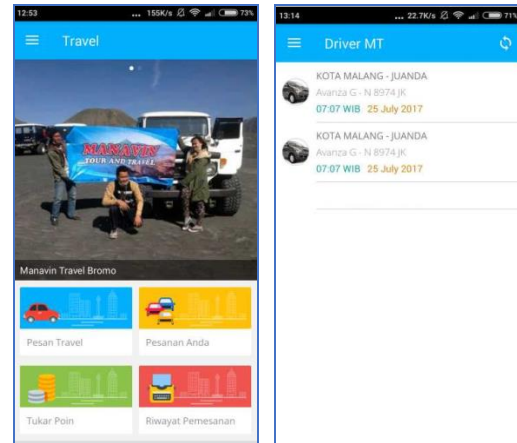 12:53
... 155K/s 73%
Travel
MANAVIN
TOUR AND TRAVEL
Manavin Travel Bromo
Pesan Travel
Pesanan Anda
Tukar Poin
Riwayat Pemesanan
13:14
... 22.7K/s 71%
Driver MT
KOTA MALANG - JUANDA
Avanza G - N 8974 JK
07:07 WIB 25 July 2017
KOTA MALANG - JUANDA
Avanza G - N 8974 JK
07:07 WIB 25 July 2017